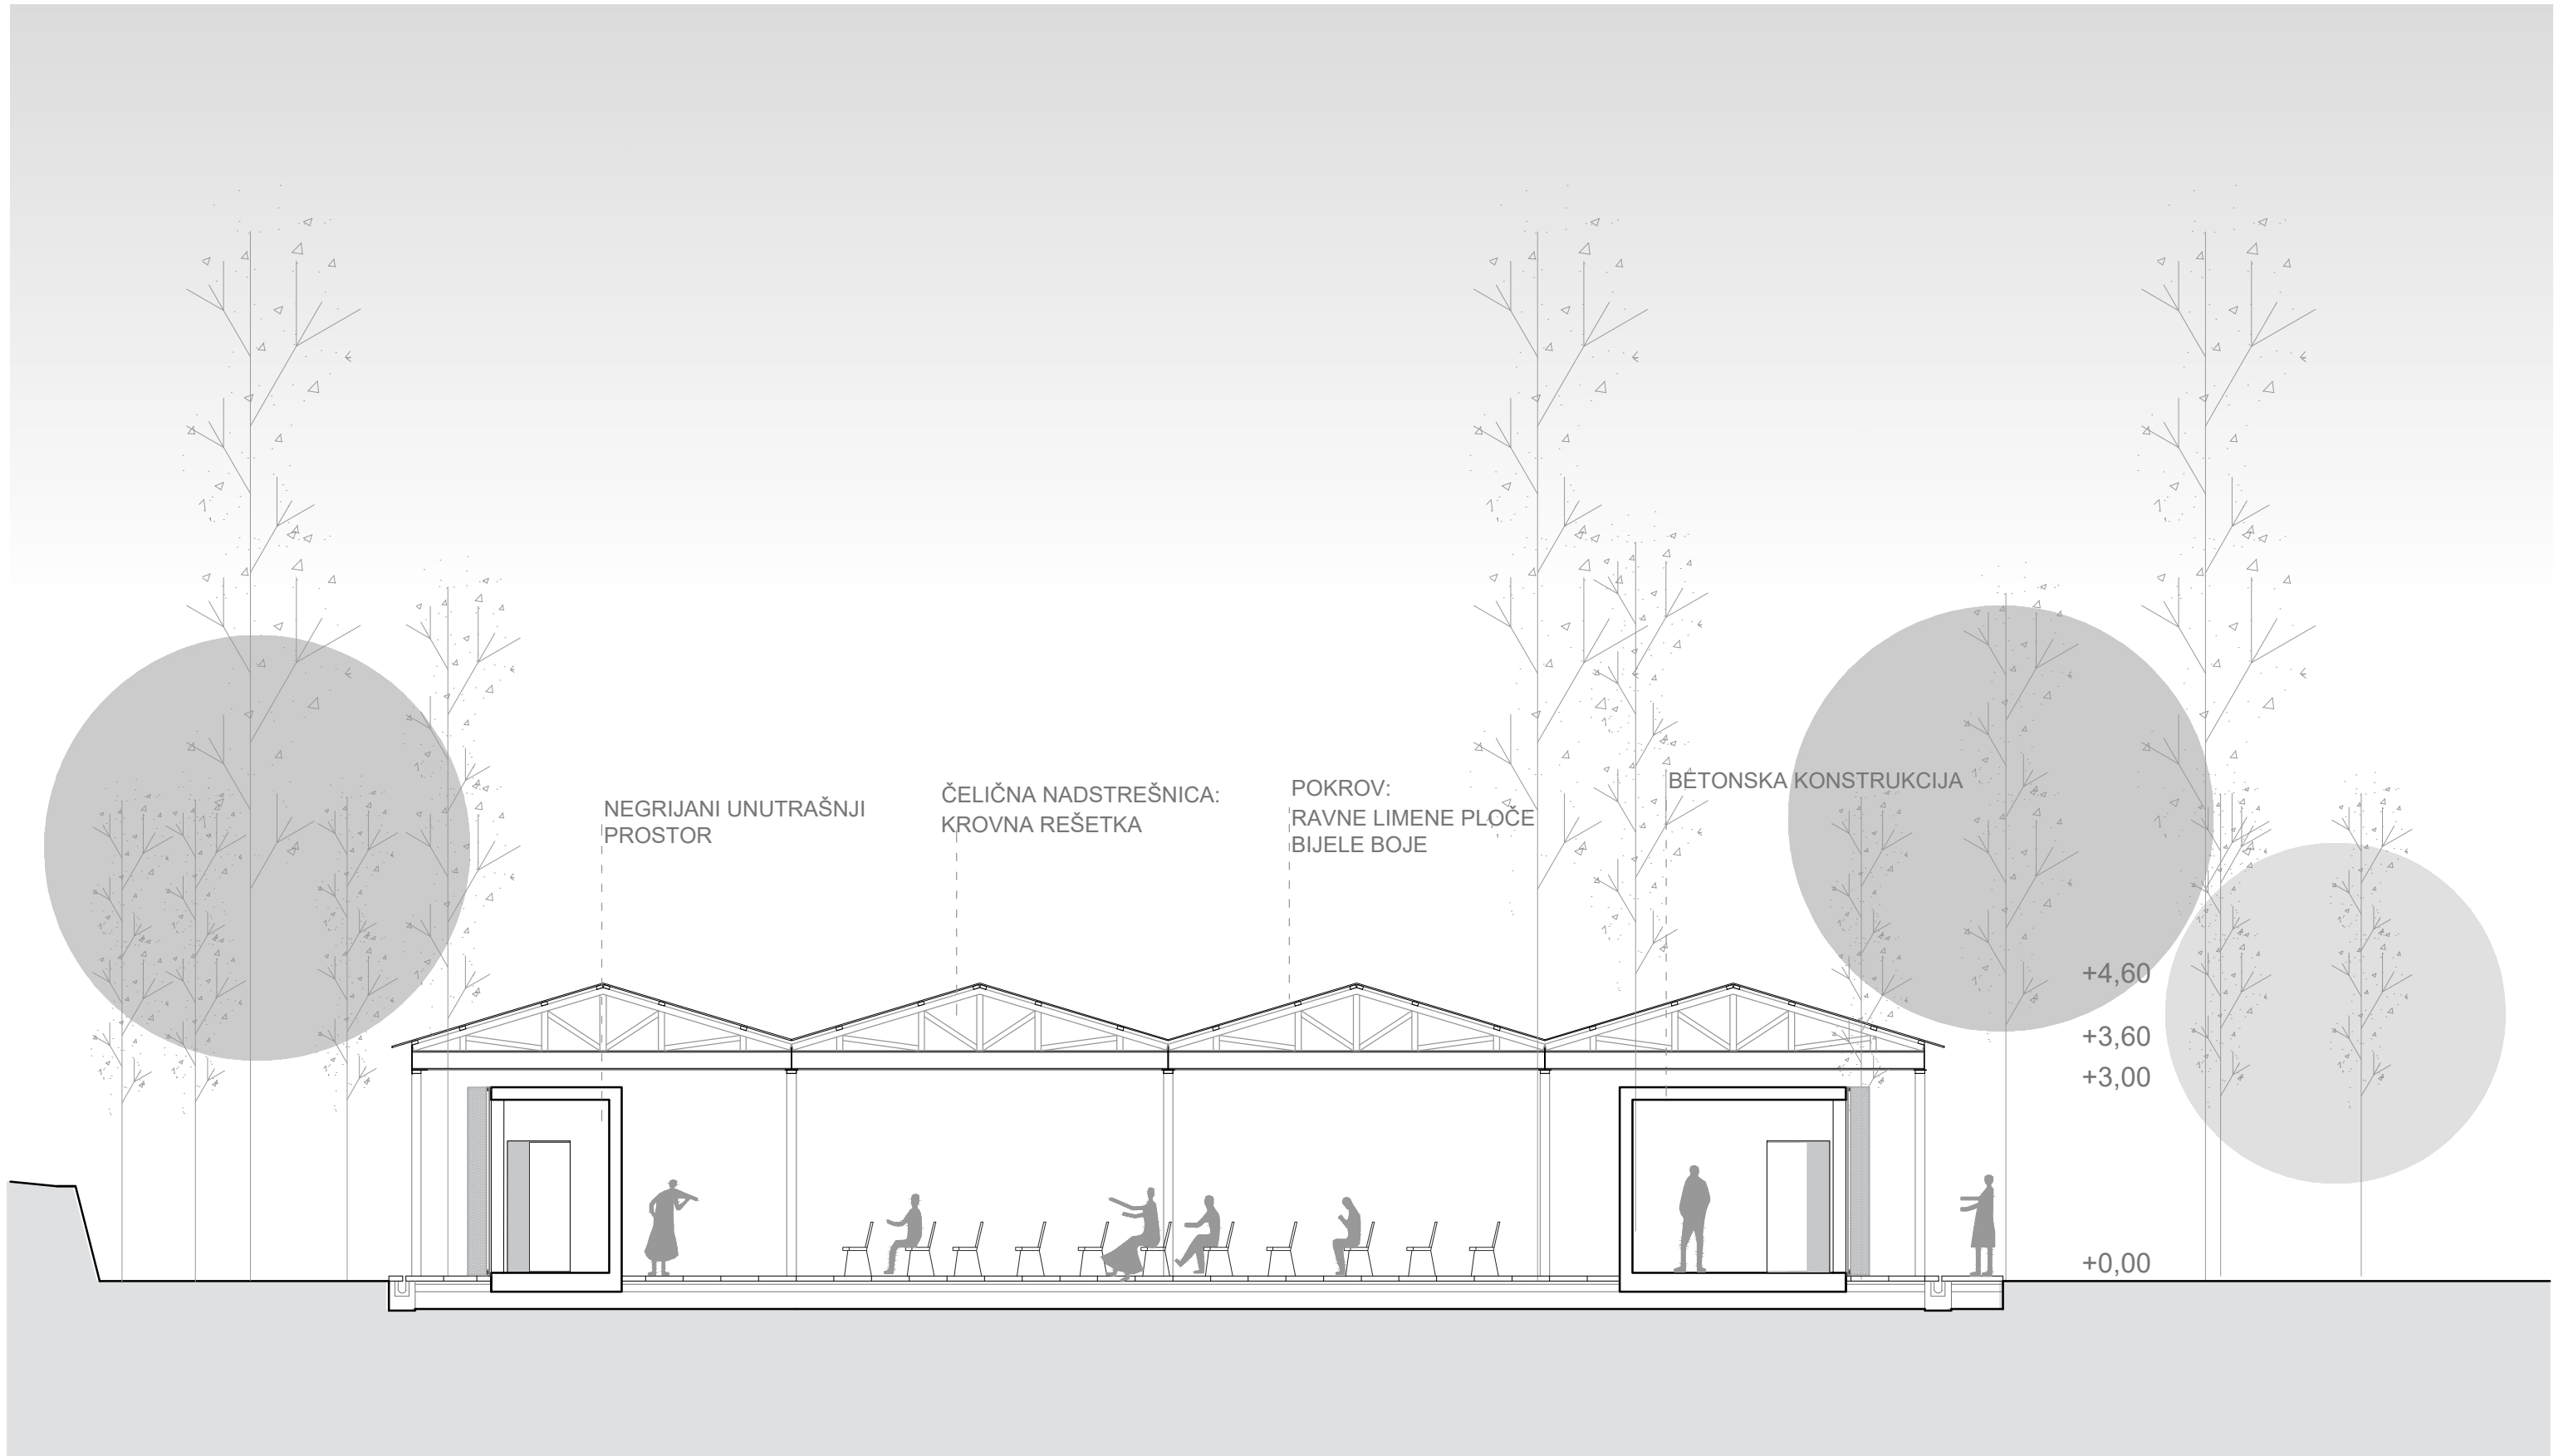 NEGRIJANI UNUTRAŠNJI
PROSTOR
ČELIČNA NADSTREŠNICA:
KROVNA REŠETKA
POKROV:
RAVNE LIMENE PLOČE
BIJELE BOJE
BETONSKA KONSTRUKCIJA
+4,60
+3,60
+3,00
+0,00